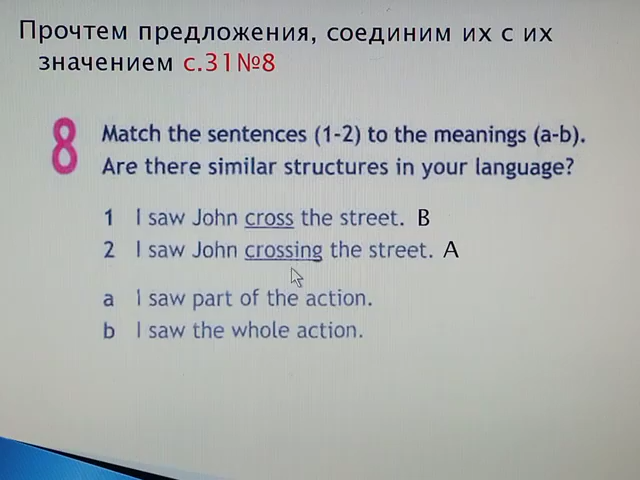 Прочтем предложения, соединим их с их
значением с.31№8
8 Match the sentences (1-2) to the meanings (a-b).
Are there similar structures in your language?
1 I saw John cross the street. B
2 I saw John crossing the street. A
a I saw part of the action.
b I saw the whole action.